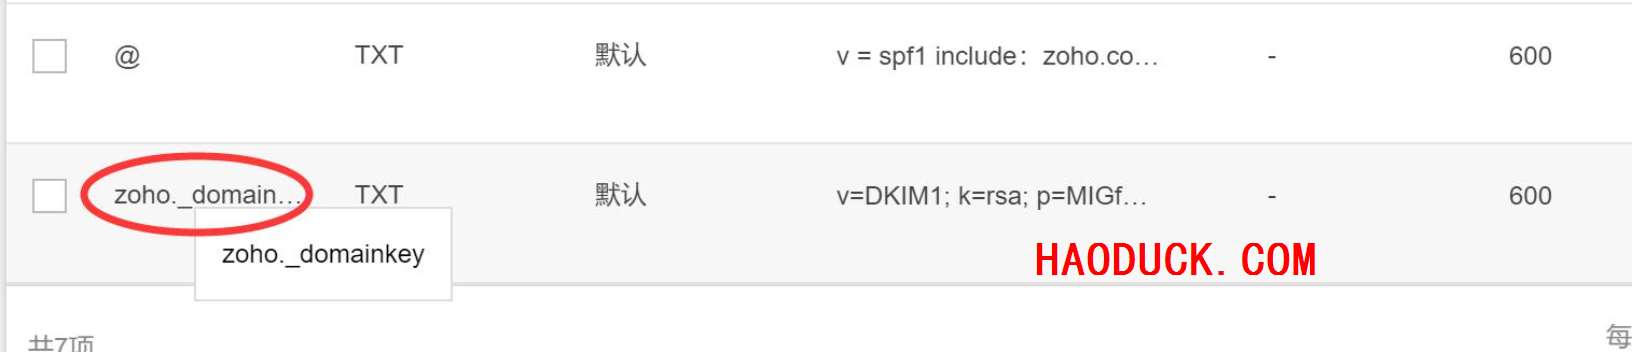 @ TXT 默认 v = spf1 include：zoho.co… - 600
zoho._domain… TXT 默认 v=DKIM1; k=rsa; p=MIGf… - 600
zoho._domainkey
HAODUCK.COM
共7项 每